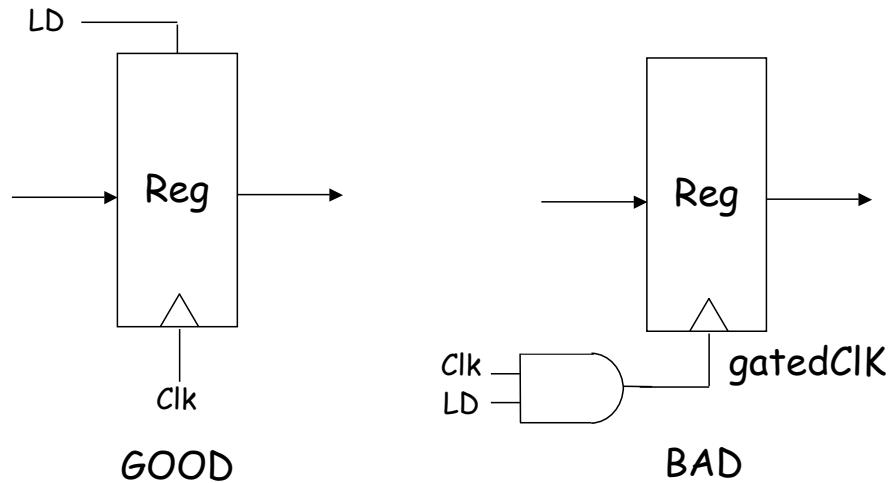 LD
Reg
Clk
GOOD
Reg
Clk
LD
gatedClK
BAD